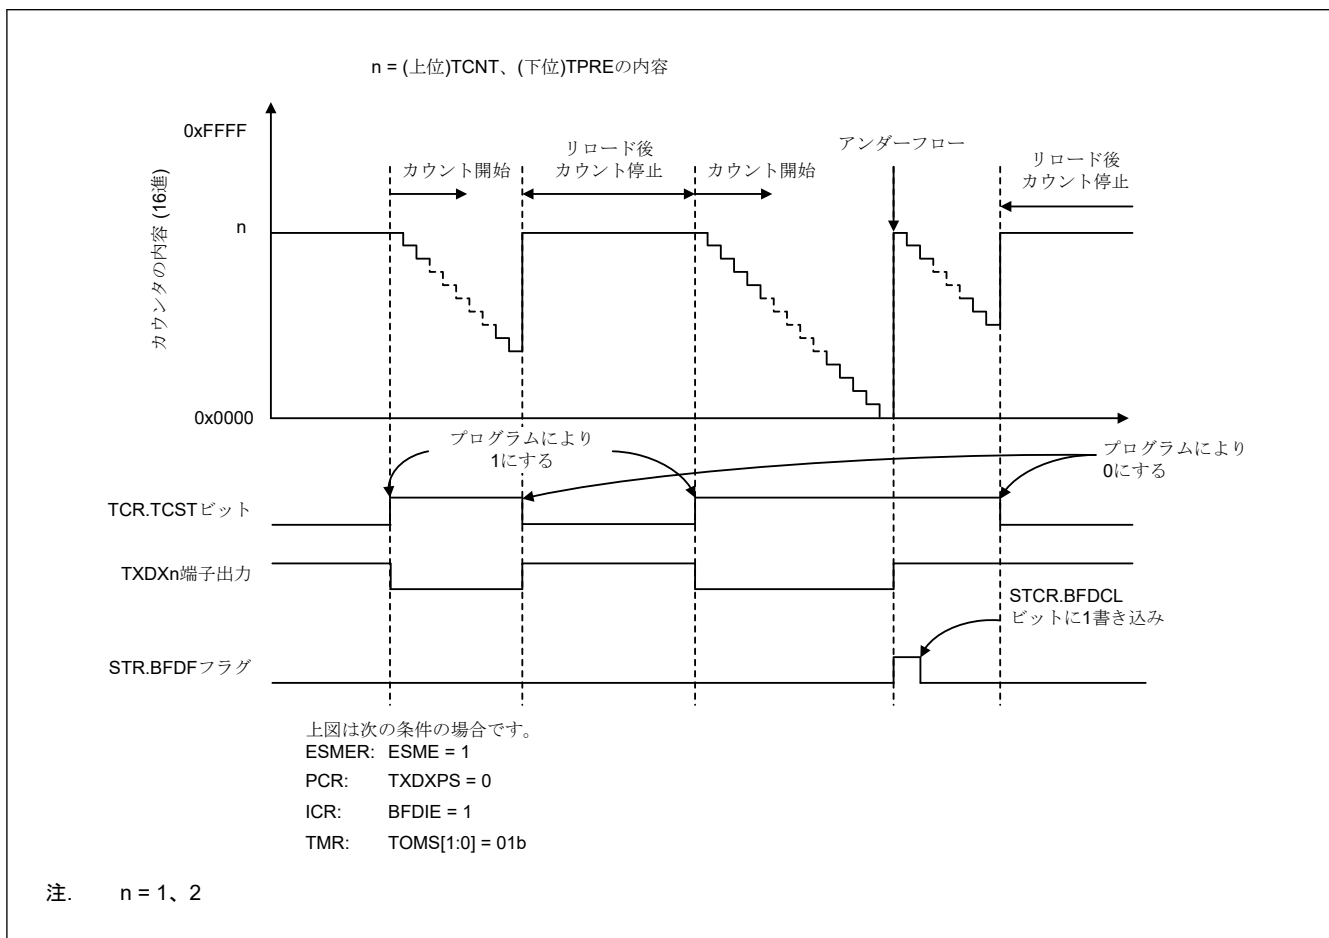 n = (上位)TCNT、(下位)TPREの内容
0xFFFF
カウンタの内容 (16進)
n
0x0000
カウント開始
リロード後
カウント停止
カウント開始
アンダーフロー
リロード後
カウント停止
プログラムにより
1にする
プログラムにより
0にする
TCR.TCSTビット
TXDXn端子出力
STCR.BFDCL
ビットに1書き込み
STR.BFDFフラグ
上図は次の条件の場合です。
ESMER: ESME = 1
PCR: TXDXPS = 0
ICR: BFDIE = 1
TMR: TOMS[1:0] = 01b
注. n = 1、2